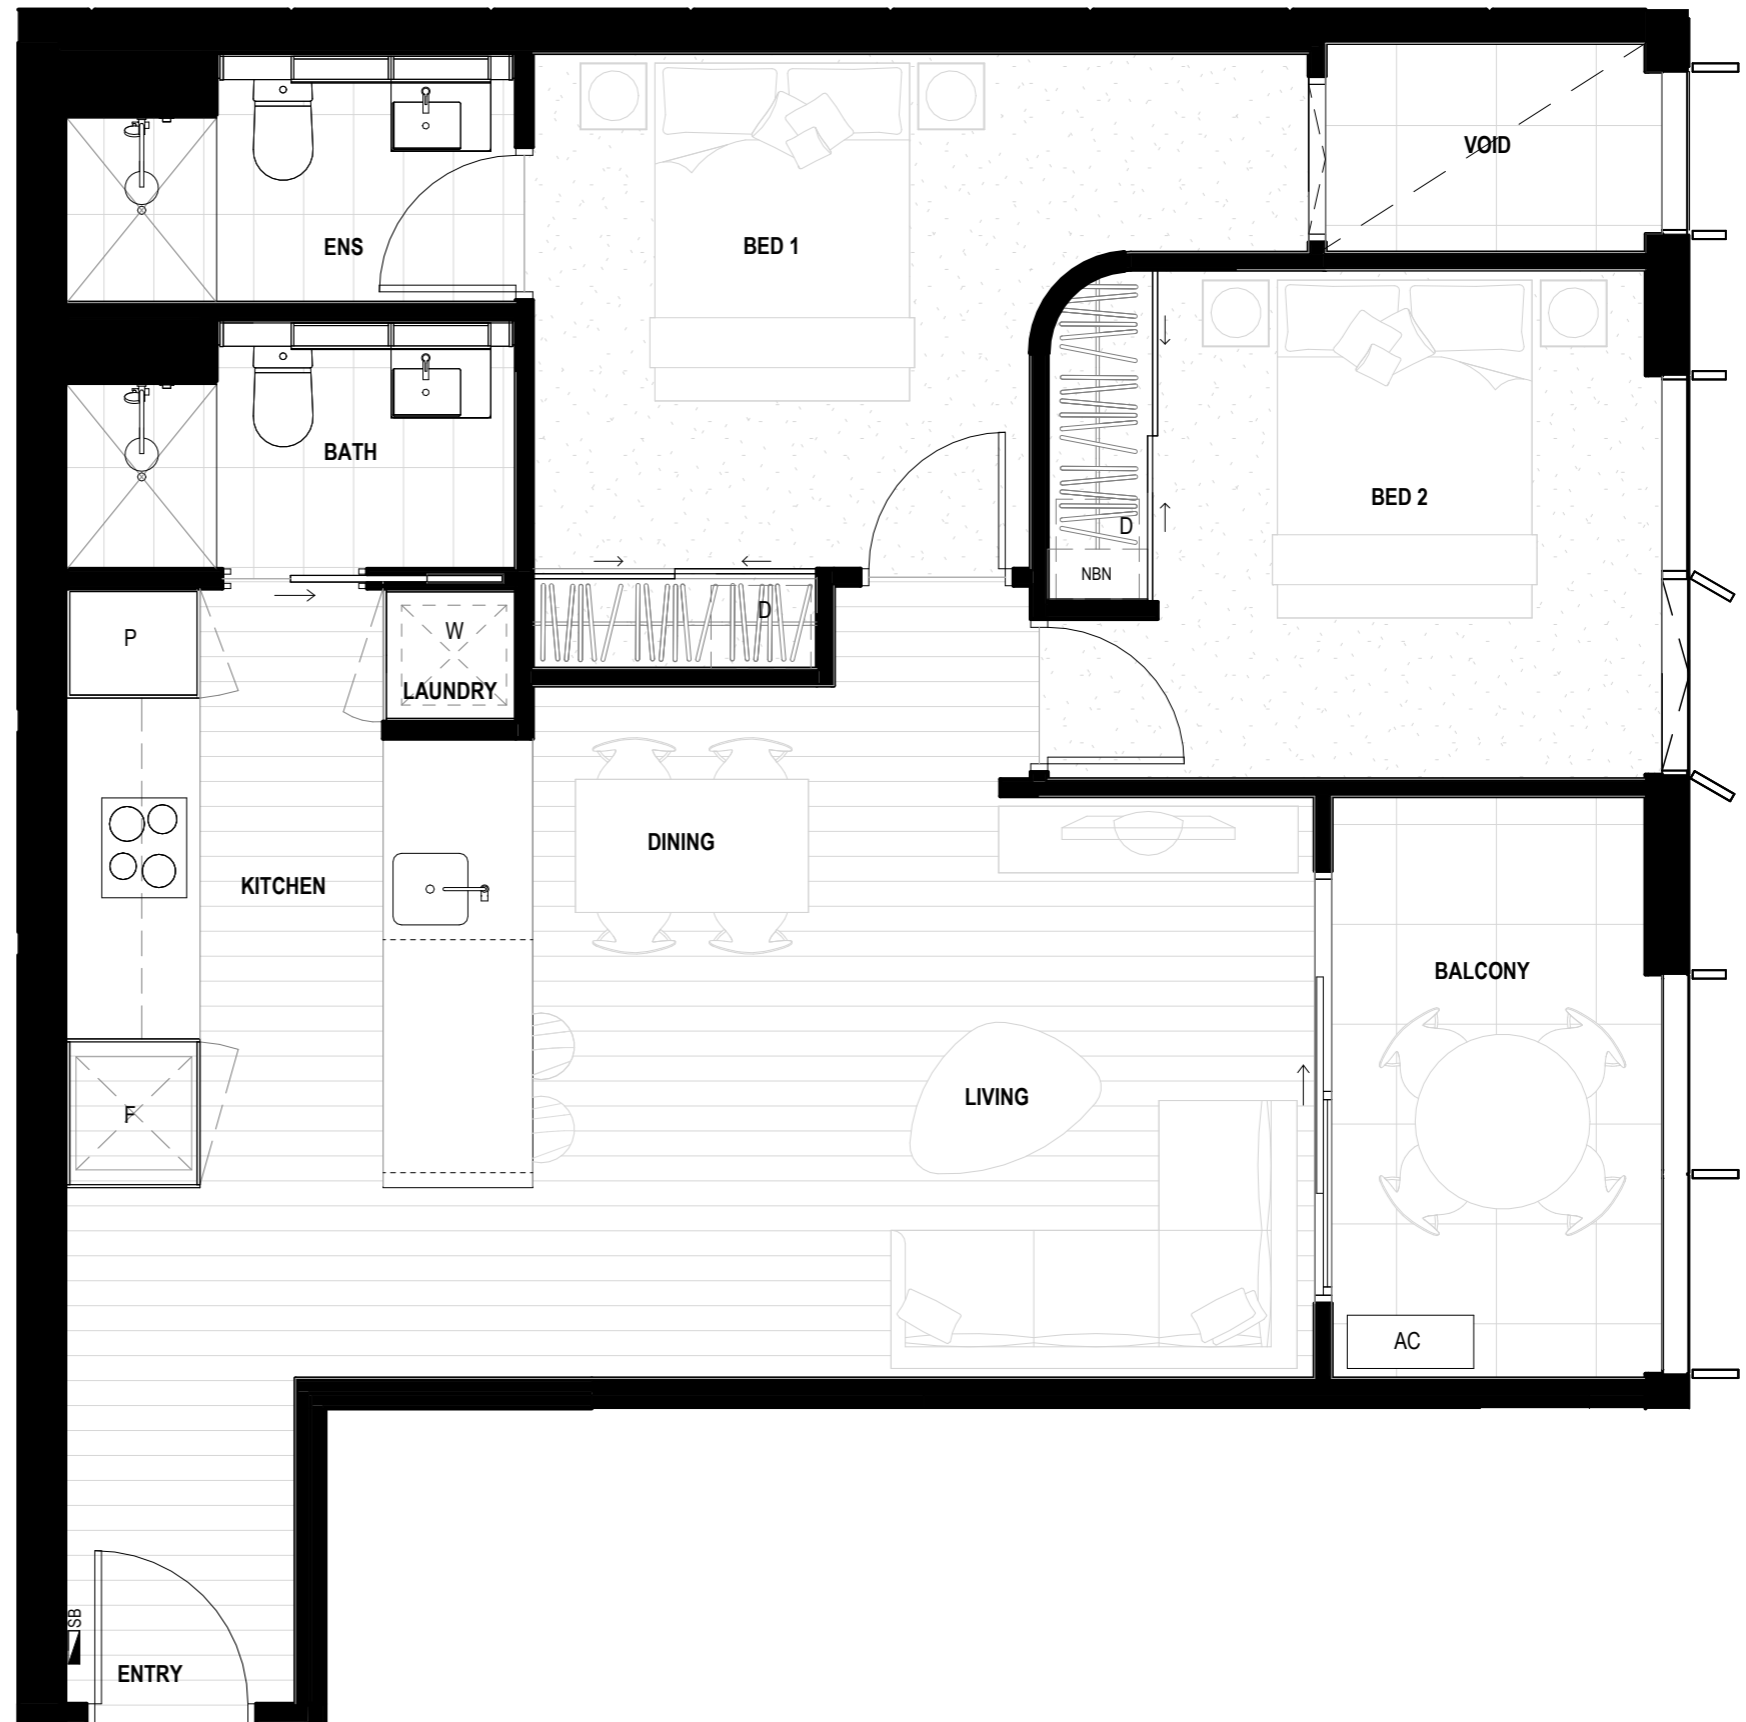 VOID
ENS
BED 1
BATH
BED 2
D
NBN
P
W
D
LAUNDRY
DINING
KITCHEN
BALCONY
LIVING
F
AC
SB
ENTRY